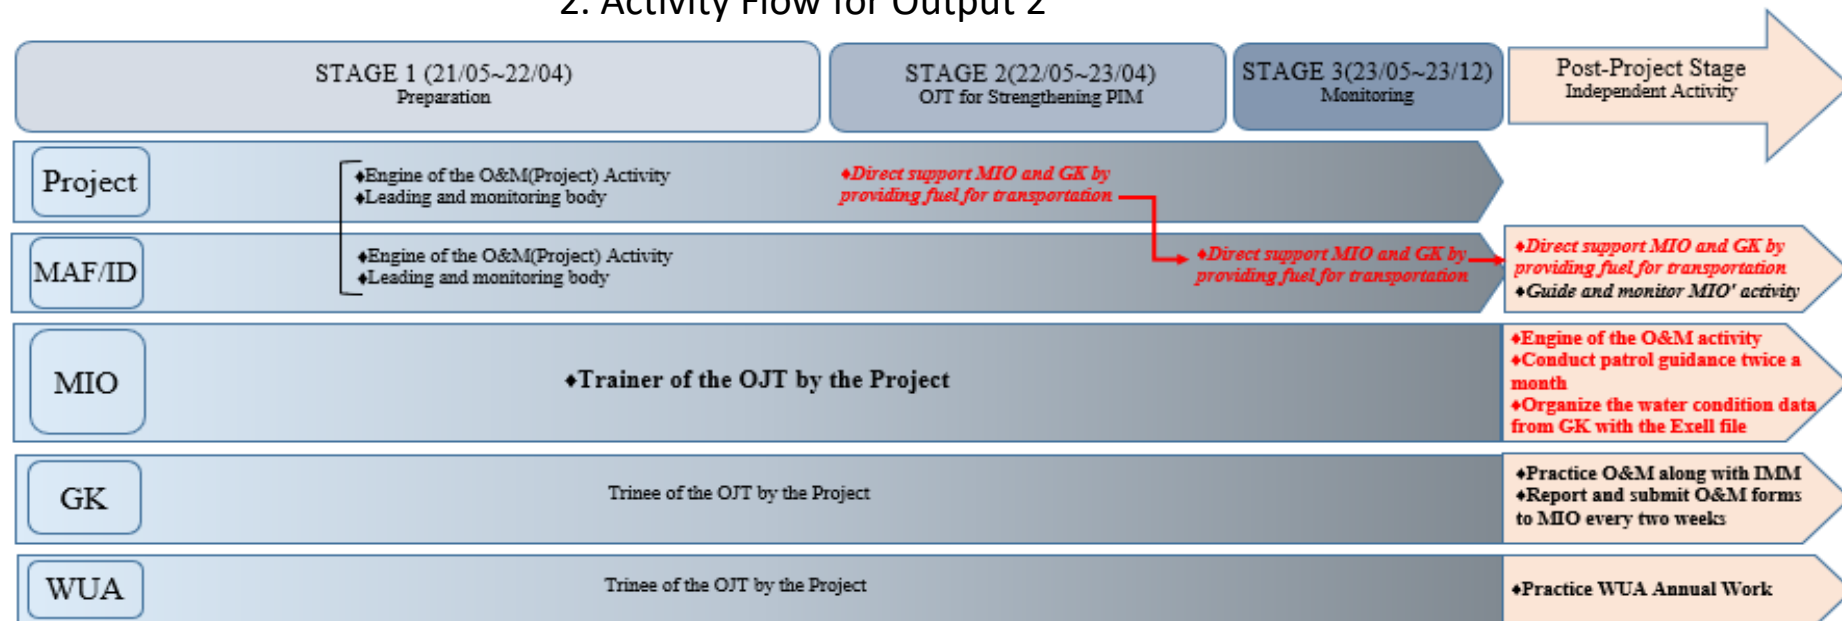 2. Activity Flow for Output 2
STAGE 1 (21/05~22/04)
Preparation
STAGE 2(22/05~23/04)
OJT for Strengthening PIM
STAGE 3(23/05~23/12)
Monitoring
Post-Project Stage
Independent Activity
Project
♦Engine of the O&M(Project) Activity
♦Leading and monitoring body
♦Direct support MIO and GK by
providing fuel for transportation
MAF/ID
♦Engine of the O&M(Project) Activity
♦Leading and monitoring body
♦Direct support MIO and GK by
providing fuel for transportation
♦Direct support MIO and GK by
providing fuel for transportation
♦Guide and monitor MIO' activity
MIO
♦Trainer of the OJT by the Project
♦Engine of the O&M activity
♦Conduct patrol guidance twice a
month
♦Organize the water condition data
from GK with the Exell file
GK
Trinee of the OJT by the Project
♦Practice O&M along with IMM
♦Report and submit O&M forms
to MIO every two weeks
WUA
Trinee of the OJT by the Project
♦Practice WUA Annual Work